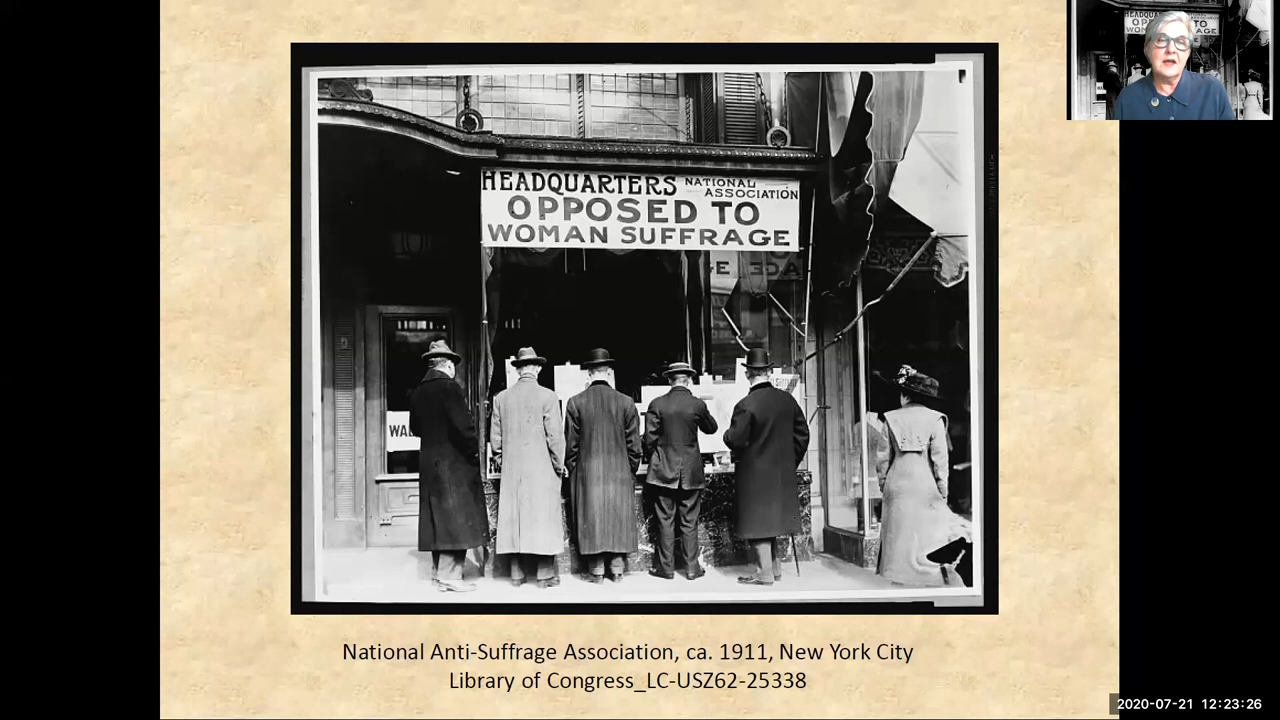 HEADQUARTERS NATIONAL ASSOCIATION
OPPOSED TO
WOMAN SUFFRAGE
WAL
National Anti-Suffrage Association, ca. 1911, New York City
Library of Congress_LC-USZ62-25338
2020-07-21 12:23:26